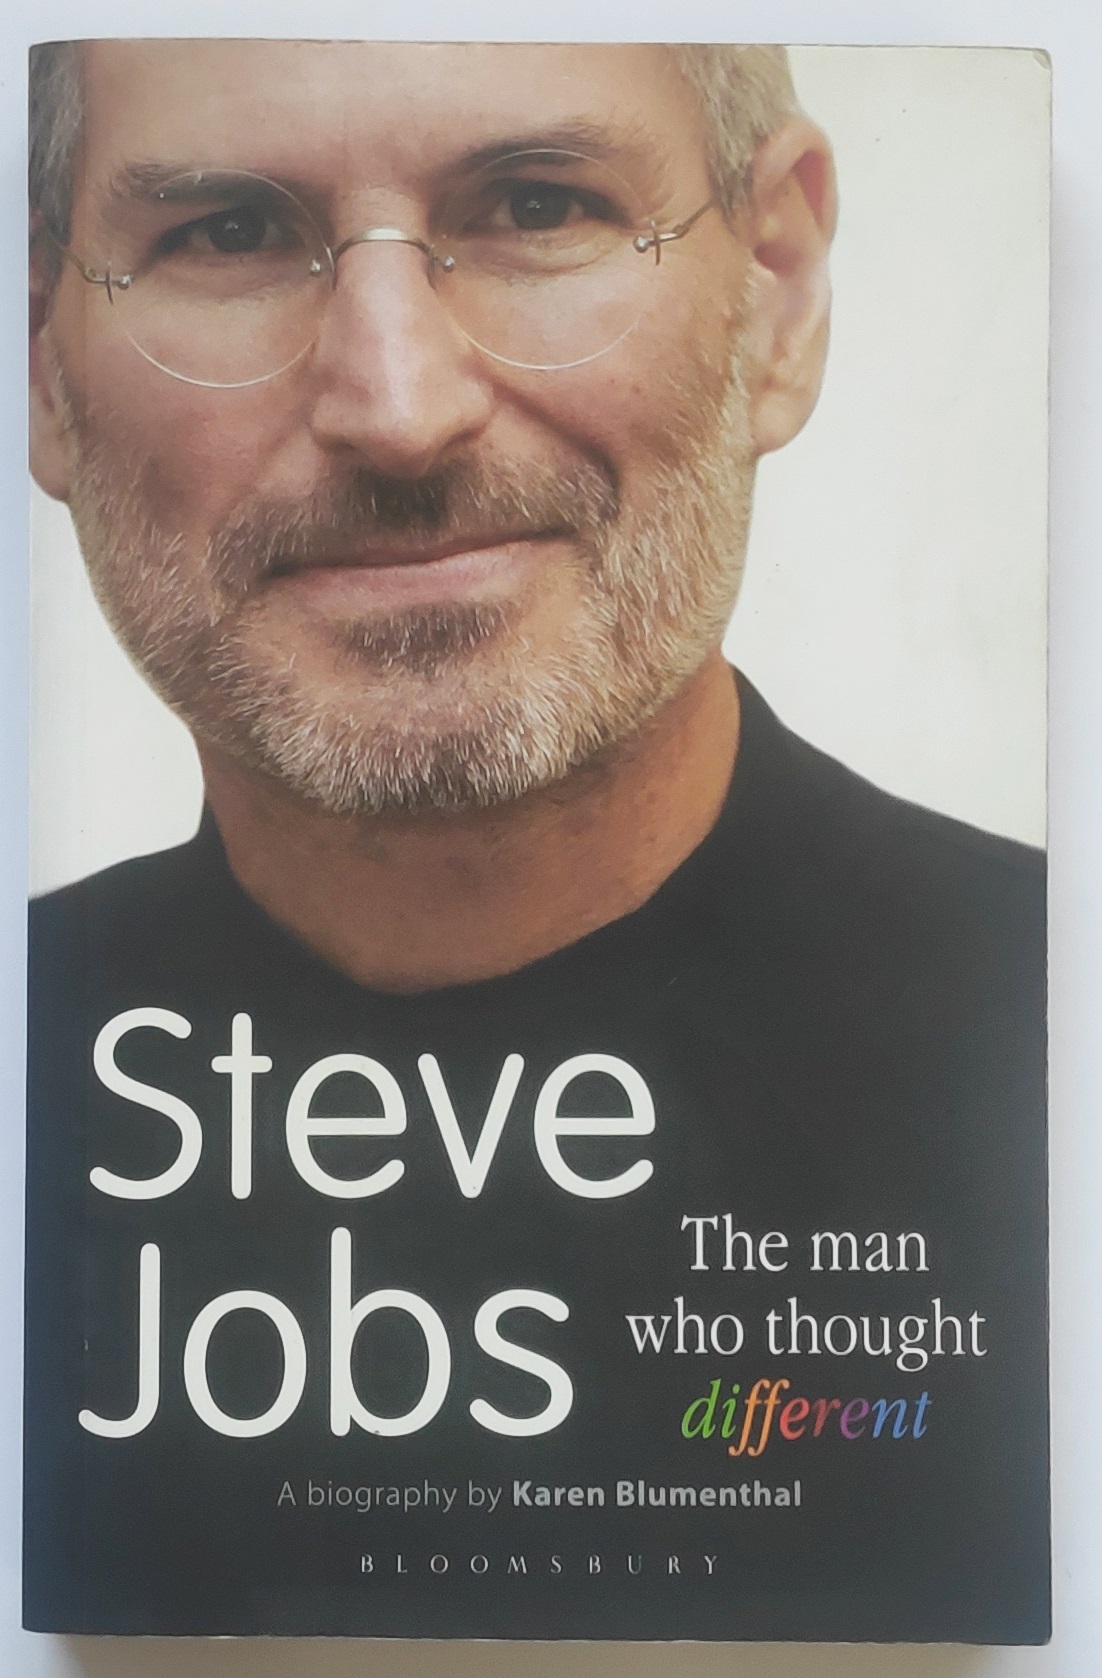 Steve
Jobs
The man
who thought
different
A biography by Karen Blumenthal
BLOOMSBURY